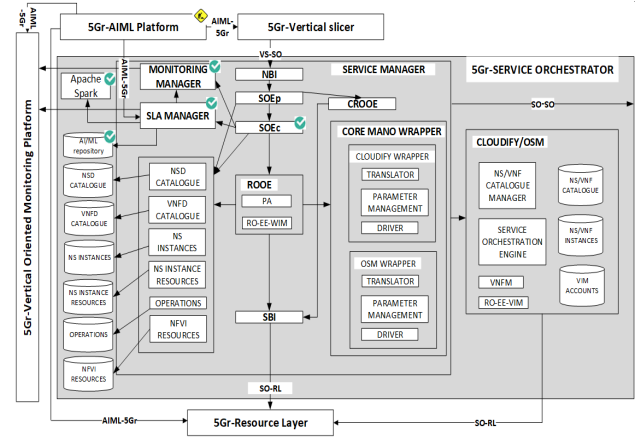 5Gr-AIML Platform
AIML-
5Gr
5Gr-Vertical slicer
AIML
-5Gr
AIML-5Gr
VS-SO
5Gr-Vertical Oriented Monitoring Platform
Apache
Spark
MONITORING
MANAGER
SLA MANAGER
AI/ML
repository
NBI
SOEp
SOEc
SERVICE MANAGER
CROOE
5Gr-SERVICE ORCHESTRATOR
SO-SO
NSD
CATALOGUE
VNFD
CATALOGUE
NS INSTANCES
NS INSTANCE
RESOURCES
OPERATIONS
NFVI
RESOURCES
NSD
CATALOGUE
VNFD
CATALOGUE
NS
INSTANCES
NS INSTANCE
RESOURCES
OPERATIONS
NFVI
RESOURCES
ROOE
PA
RO-EE-WIM
SBI
CORE MANO WRAPPER
CLOUDIFY WRAPPER
TRANSLATOR
PARAMETER
MANAGEMENT
DRIVER
OSM WRAPPER
TRANSLATOR
PARAMETER
MANAGEMENT
DRIVER
CLOUDIFY/OSM
NS/VNF
CATALOGUE
MANAGER
SERVICE
ORCHESTRATION
ENGINE
VNFM
RO-EE-VIM
NS/VNF
CATALOGUE
NS/VNF
INSTANCES
VIM
ACCOUNTS
SO-RL
AIML-5Gr
5Gr-Resource Layer
SO-RL